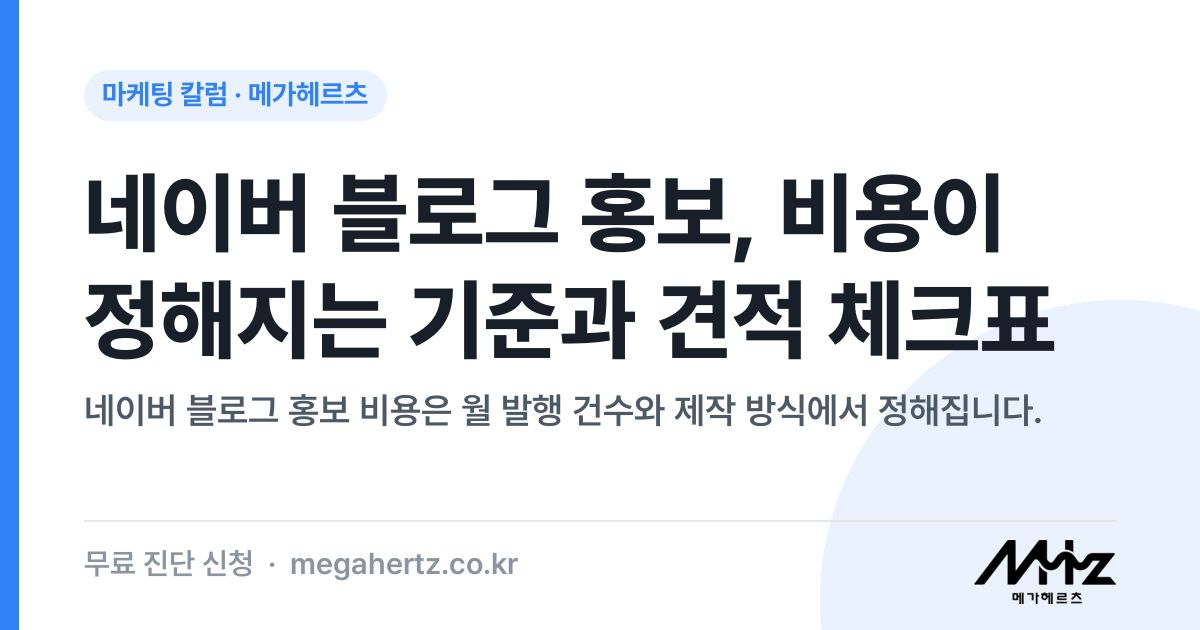 마케팅 칼럼 · 메가헤르츠
네이버 블로그 홍보, 비용이
정해지는 기준과 견적 체크표
네이버 블로그 홍보 비용은 월 발행 건수와 제작 방식에서 정해집니다.
무료 진단 신청 · megahertz.co.kr
MHz
메가헤르츠